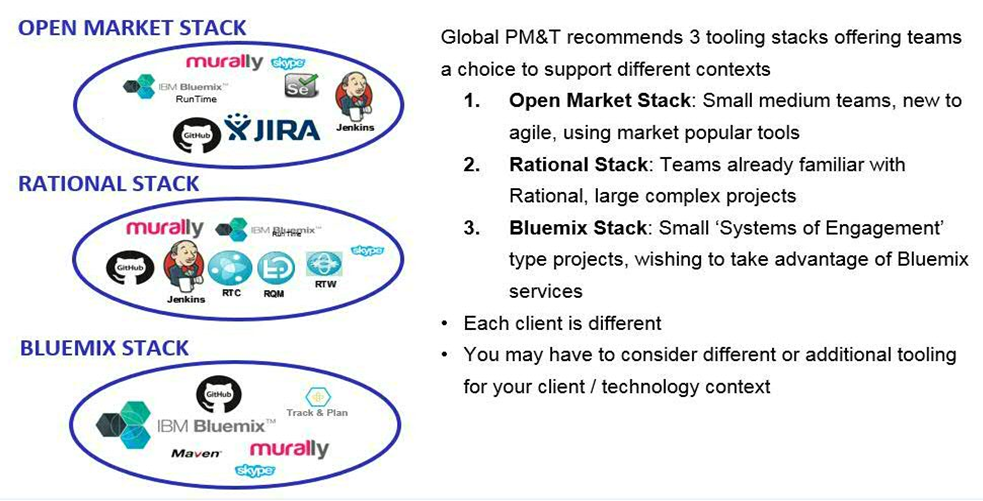 OPEN MARKET STACK
murally
skype
IBM Bluemix™
RunTime
Se
Jenkins
GitHub
JIRA
RATIONAL STACK
murally
IBM Bluemix™
RunTime
skype
GitHub
Jenkins
RTC
RQM
RTW
BLUEMIX STACK
GitHub
Track & Plan
IBM Bluemix™
Maven
murally
skype
Global PM&T recommends 3 tooling stacks offering teams
a choice to support different contexts
1. Open Market Stack: Small medium teams, new to
agile, using market popular tools
2. Rational Stack: Teams already familiar with
Rational, large complex projects
3. Bluemix Stack: Small ‘Systems of Engagement’
type projects, wishing to take advantage of Bluemix
services
• Each client is different
• You may have to consider different or additional tooling
for your client / technology context